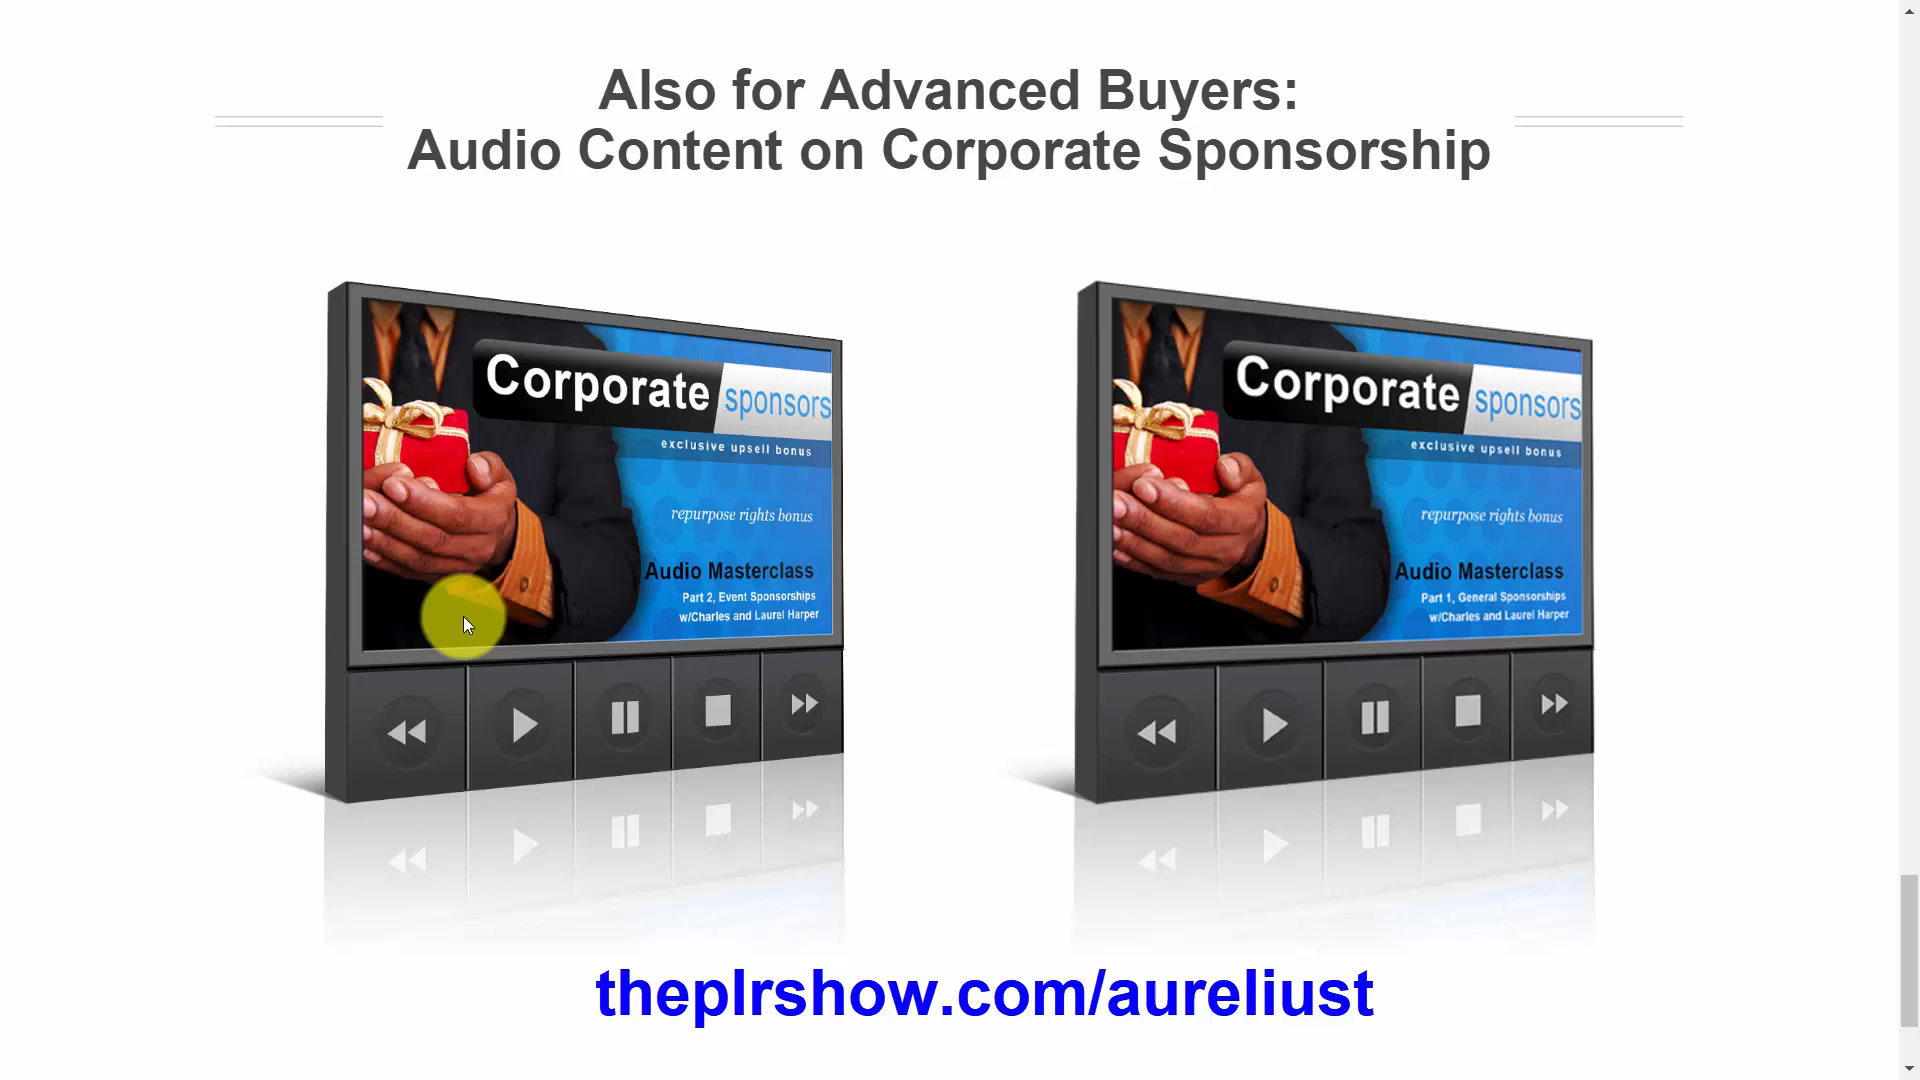 Also for Advanced Buyers:
Audio Content on Corporate Sponsorship
Corporate sponsors
exclusive upsell bonus
repurpose rights bonus
Audio Masterclass
Part 2, Event Sponsorships
w/Charles and Laurel Harper
Corporate sponsors
exclusive upsell bonus
repurpose rights bonus
Audio Masterclass
Part 1, General Sponsorships
w/Charles and Laurel Harper
theplrshow.com/aureliust